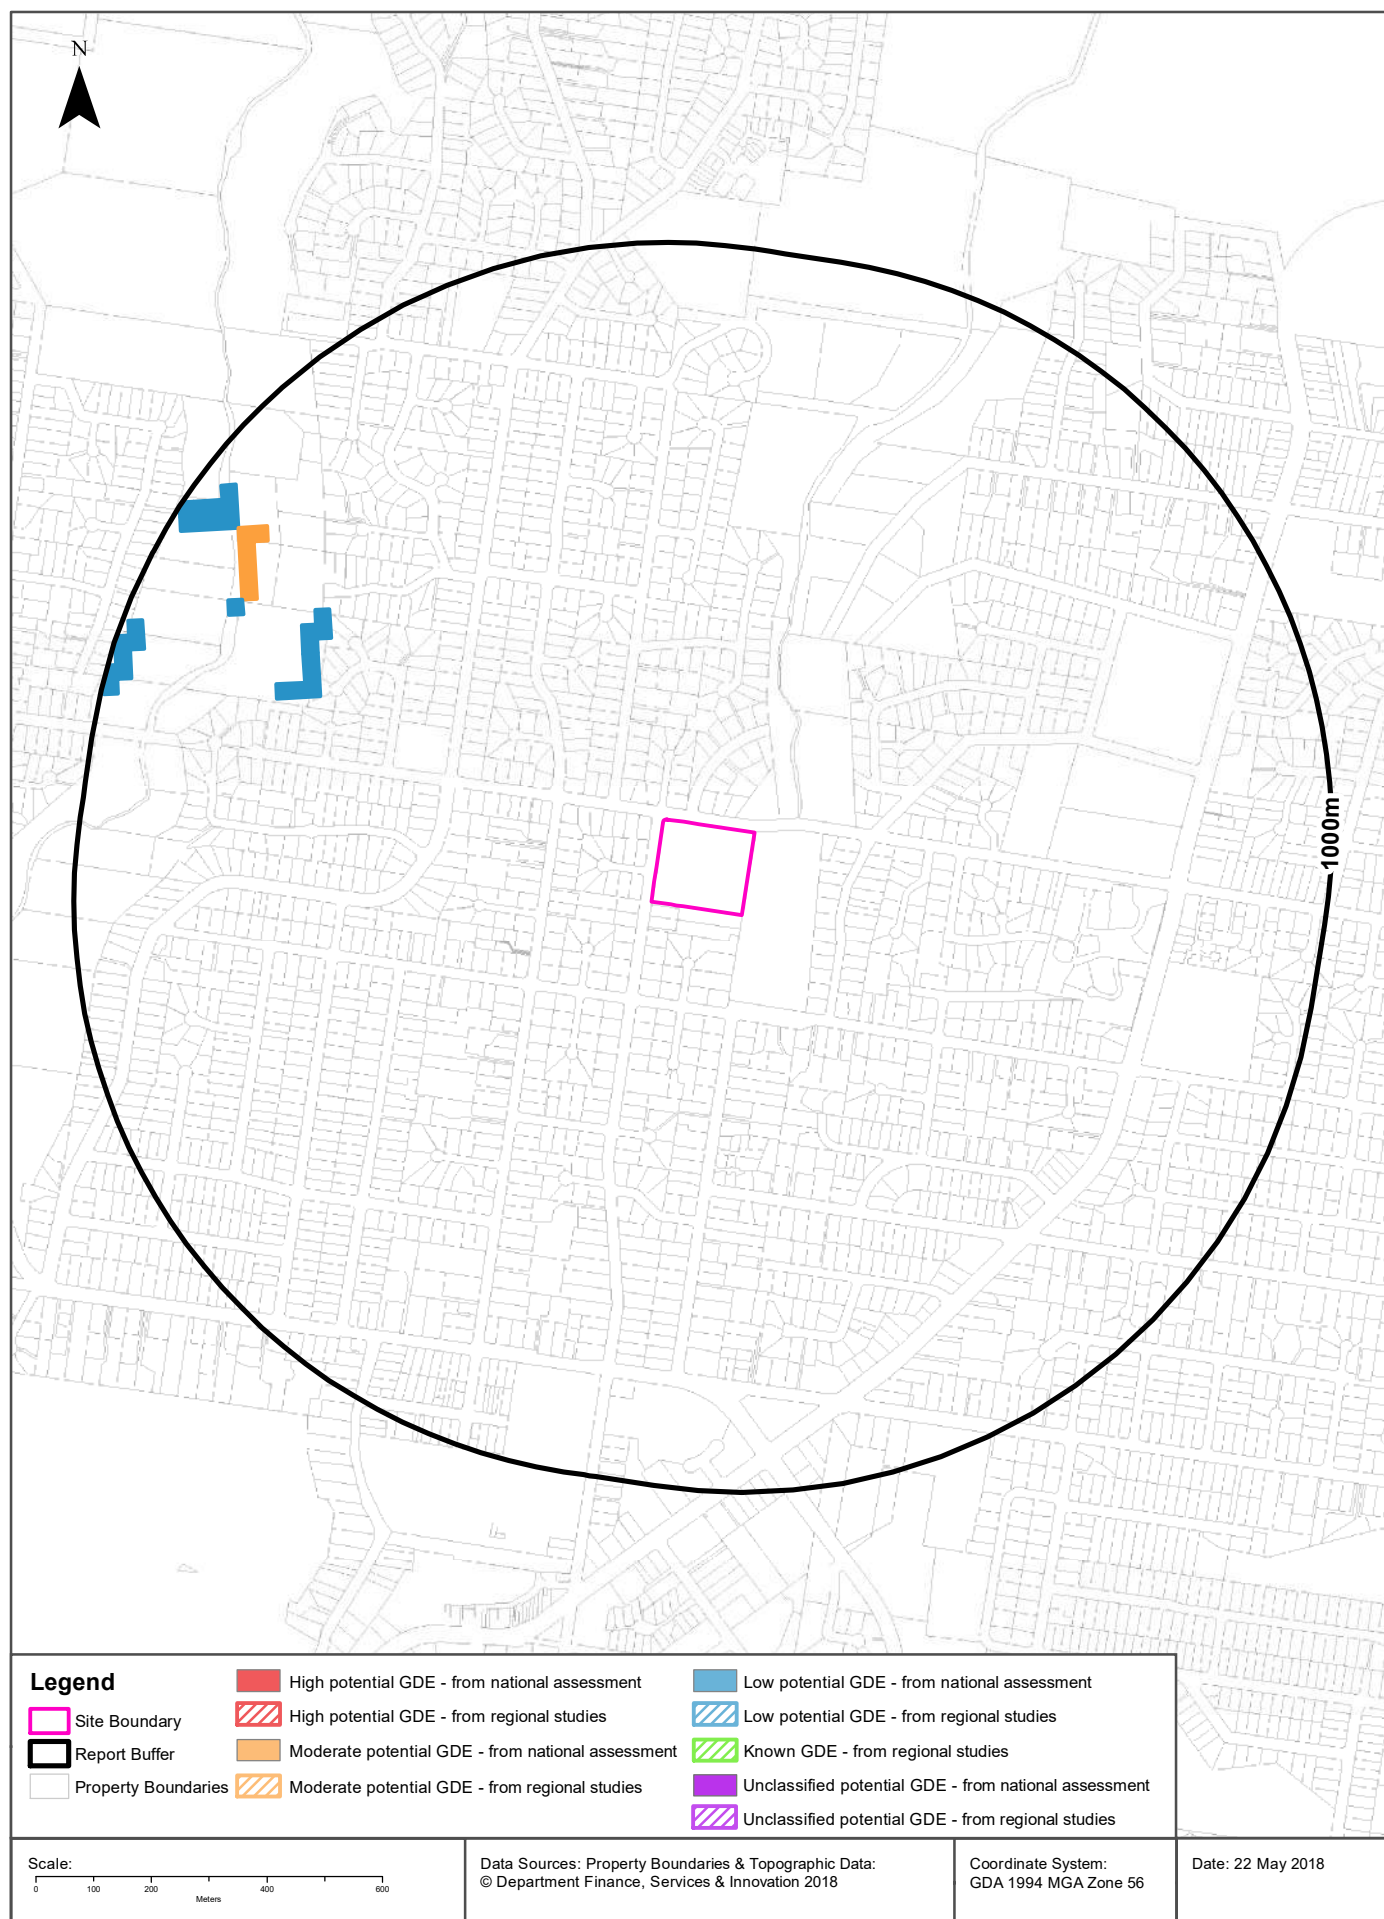 N
1000m
Legend
Site Boundary
Report Buffer
Property Boundaries
High potential GDE - from national assessment
High potential GDE - from regional studies
Moderate potential GDE - from national assessment
Moderate potential GDE - from regional studies
Low potential GDE - from national assessment
Low potential GDE - from regional studies
Known GDE - from regional studies
Unclassified potential GDE - from national assessment
Unclassified potential GDE - from regional studies
Scale:
0 100 200 400 600
Meters
Data Sources: Property Boundaries & Topographic Data:
© Department Finance, Services & Innovation 2018
Coordinate System:
GDA 1994 MGA Zone 56
Date: 22 May 2018